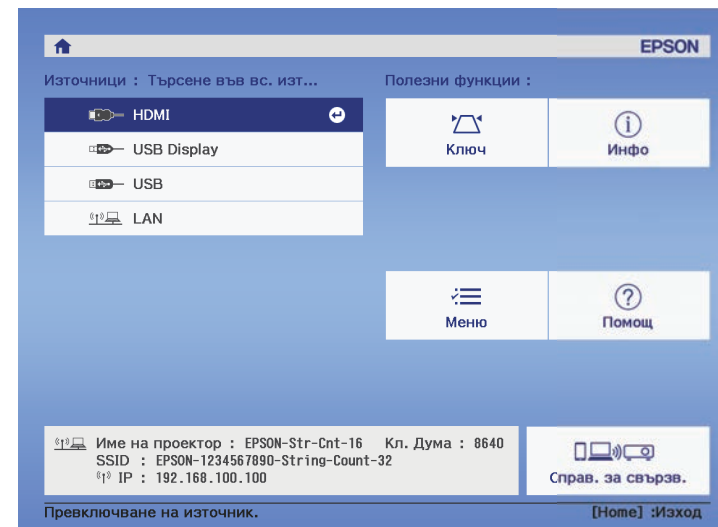 EPSON
Източници : Търсене във вс. изт...
Полезни функции :
HDMI
USB Display
USB
LAN
Ключ
Инфо
Меню
Помощ
Име на проектор : EPSON-Str-Cnt-16 Кл. Дума : 8640
SSID : EPSON-1234567890-String-Count-32
IP : 192.168.100.100
Справ. за свързв.
Превключване на източник.
[Home] :Изход